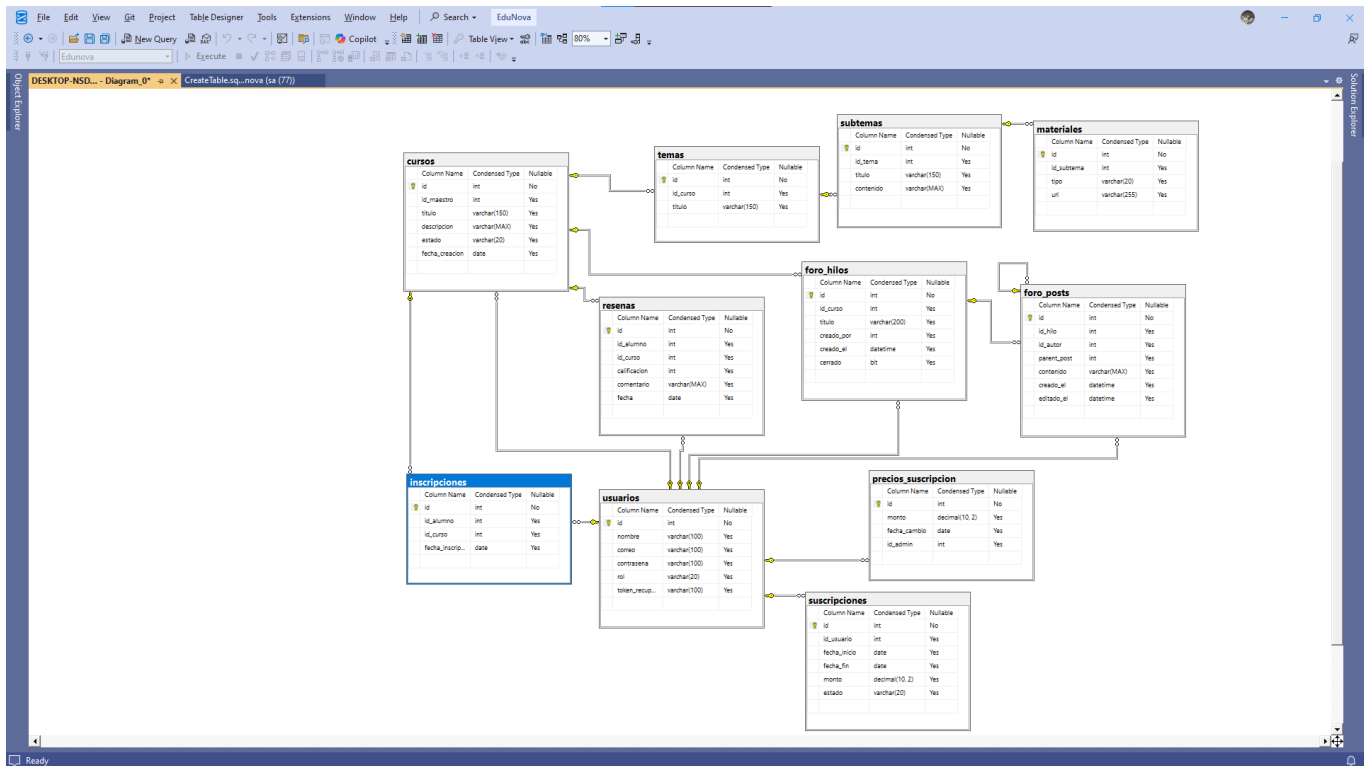 File Edit View Git Project Table Designer Tools Extensions Window Help Search EduNova
New Query Copilot Table View 80%
Edunova Execute
DESKTOP-NSD... - Diagram_0* CreateTable.sq...nova (sa (77))
Object Explorer
Solution Explorer
cursos
Column Name Condensed Type Nullable
id int No
id_maestro int Yes
titulo varchar(150) Yes
descripcion varchar(MAX) Yes
estado varchar(20) Yes
fecha_creacion date Yes
temas
Column Name Condensed Type Nullable
id int No
id_curso int Yes
titulo varchar(150) Yes
subtemas
Column Name Condensed Type Nullable
id int No
id_tema int Yes
titulo varchar(150) Yes
contenido varchar(MAX) Yes
materiales
Column Name Condensed Type Nullable
id int No
id_subtema int Yes
tipo varchar(20) Yes
url varchar(255) Yes
foro_hilos
Column Name Condensed Type Nullable
id int No
id_curso int Yes
titulo varchar(200) Yes
creado_por int Yes
creado_el datetime Yes
cerrado bit Yes
foro_posts
Column Name Condensed Type Nullable
id int No
id_hilo int Yes
id_autor int Yes
parent_post int Yes
contenido varchar(MAX) Yes
creado_el datetime Yes
editado_el datetime Yes
resenas
Column Name Condensed Type Nullable
id int No
id_alumno int Yes
id_curso int Yes
calificacion int Yes
comentario varchar(MAX) Yes
fecha date Yes
inscripciones
Column Name Condensed Type Nullable
id int No
id_alumno int Yes
id_curso int Yes
fecha_inscrip... date Yes
usuarios
Column Name Condensed Type Nullable
id int No
nombre varchar(100) Yes
correo varchar(100) Yes
contrasena varchar(100) Yes
rol varchar(20) Yes
token_recup... varchar(100) Yes
precios_suscripcion
Column Name Condensed Type Nullable
id int No
monto decimal(10, 2) Yes
fecha_cambio date Yes
id_admin int Yes
suscripciones
Column Name Condensed Type Nullable
id int No
id_usuario int Yes
fecha_inicio date Yes
fecha_fin date Yes
monto decimal(10, 2) Yes
estado varchar(20) Yes
Ready